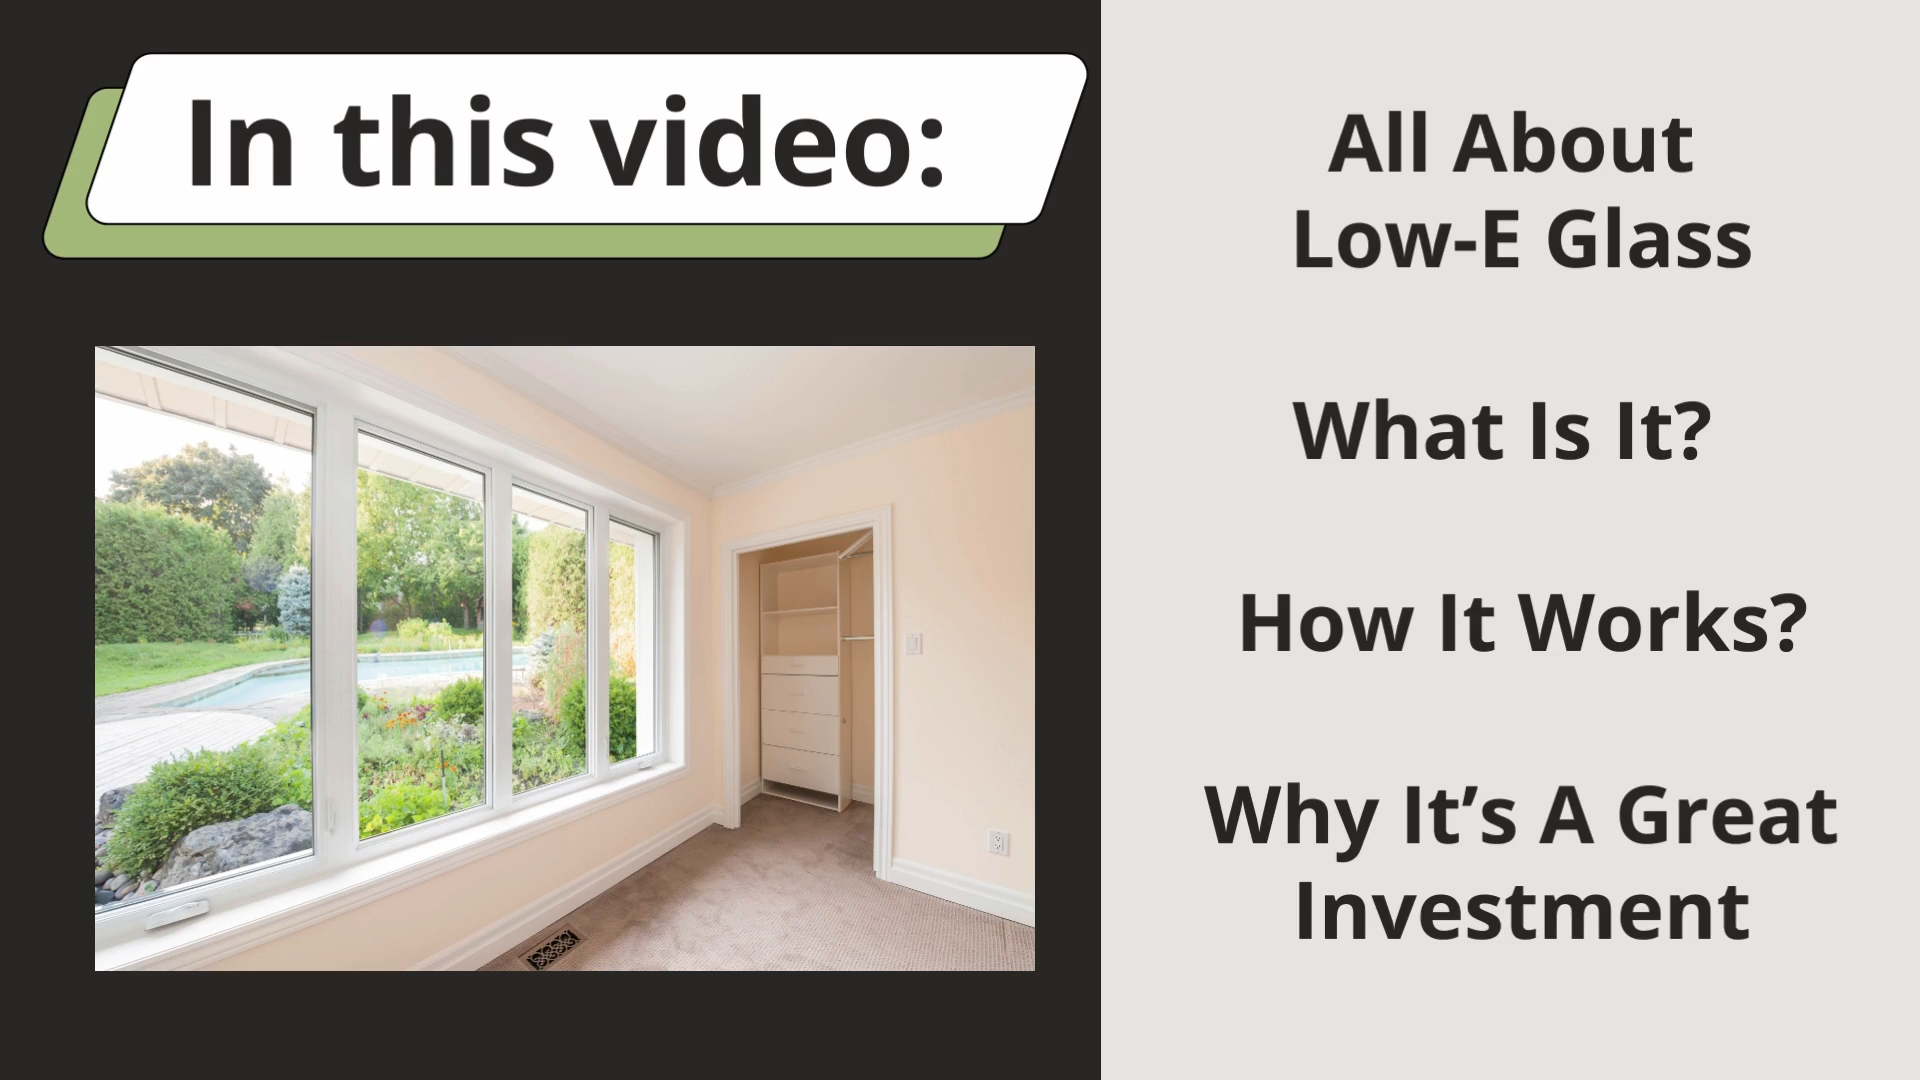 In this video:
All About
Low-E Glass
What Is It?
How It Works?
Why It’s A Great
Investment